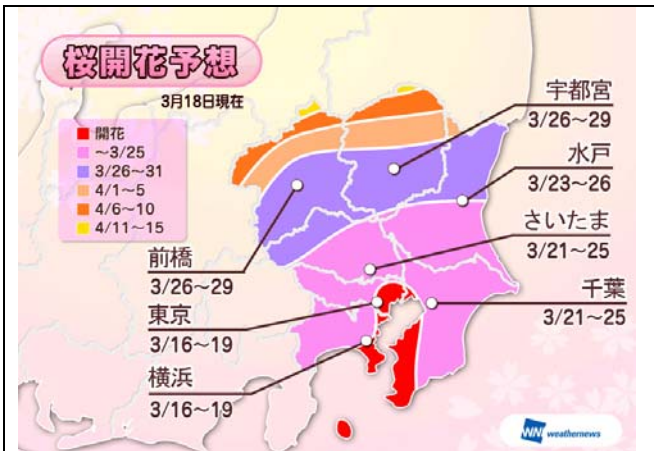 桜開花予想
3月18日現在
開花
～3/25
3/26～31
4/1～5
4/6～10
4/11～15
宇都宮
3/26～29
水戸
3/23～26
さいたま
3/21～25
千葉
3/21～25
前橋
3/26～29
東京
3/16～19
横浜
3/16～19
WNI weathernews